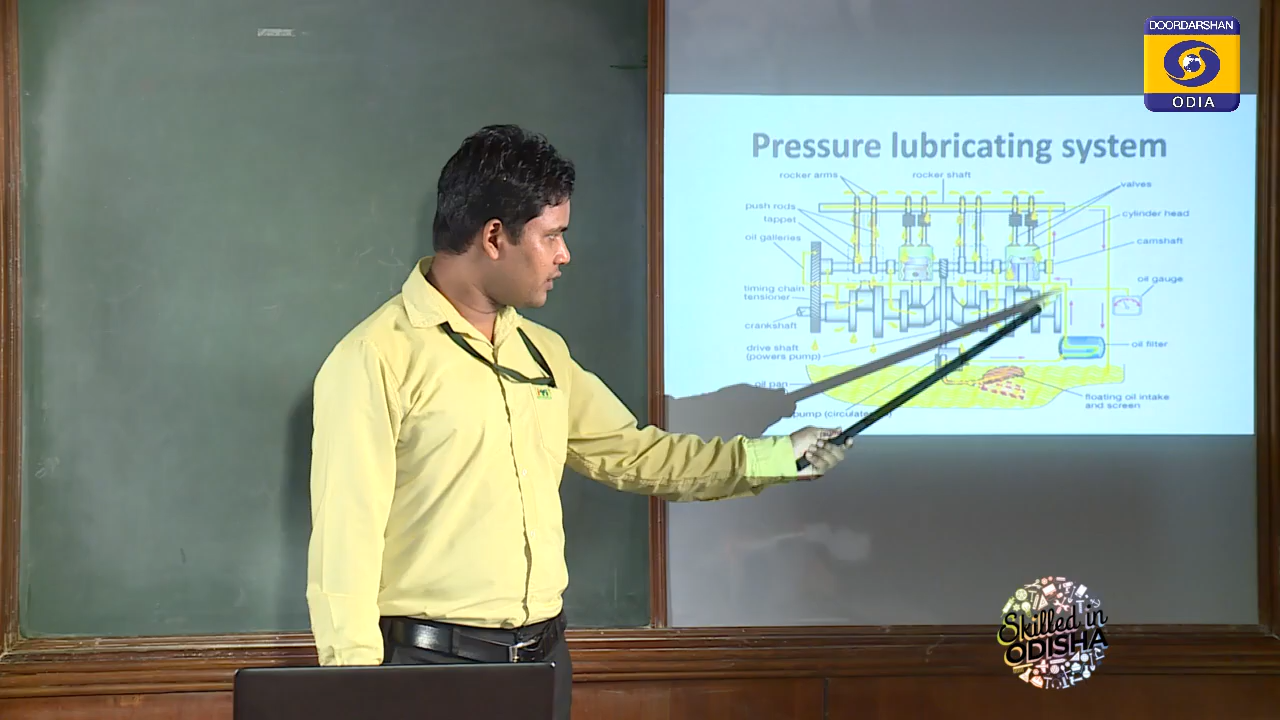 DOORDARSHAN
ODIA
Pressure lubricating system
rocker arms
rocker shaft
valves
push rods
tappet
cylinder head
oil galleries
camshaft
oil gauge
timing chain
tensioner
crankshaft
drive shaft
(powers pump)
oil filter
oil pan
floating oil intake
and screen
pump (circulates
Skilled in
ODISHA